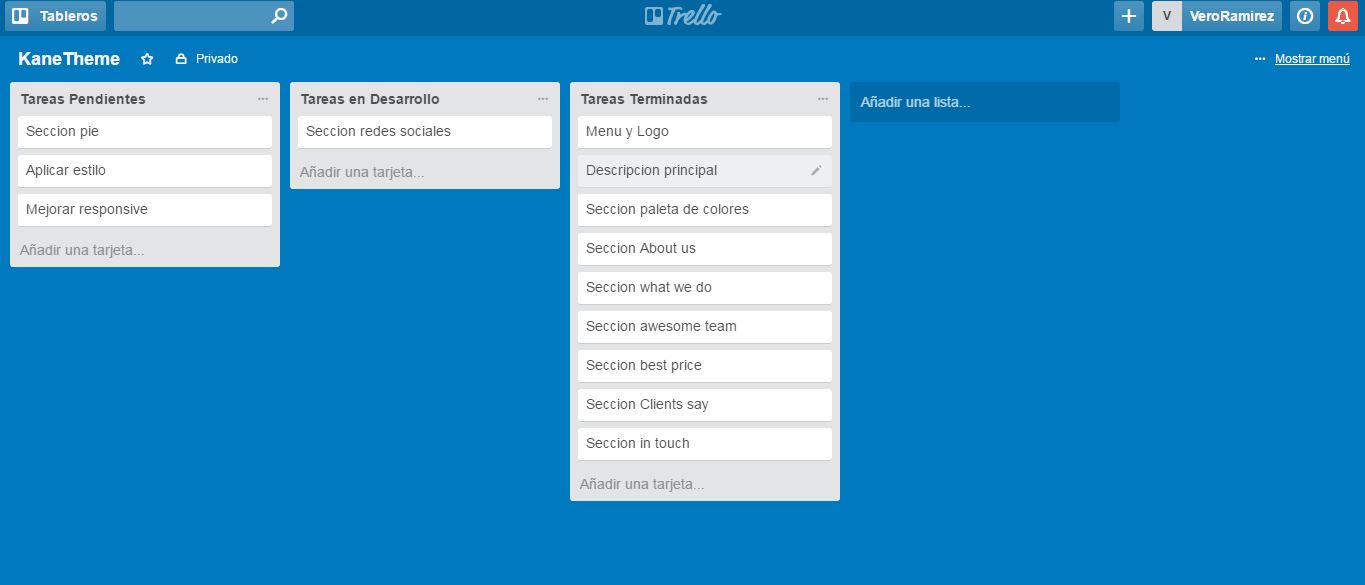 Tableros
Trello
V VeroRamirez
KaneTheme
Privado
... Mostrar menú
Tareas Pendientes
Seccion pie
Aplicar estilo
Mejorar responsive
Añadir una tarjeta...
Tareas en Desarrollo
Seccion redes sociales
Añadir una tarjeta...
Tareas Terminadas
Menu y Logo
Descripcion principal
Seccion paleta de colores
Seccion About us
Seccion what we do
Seccion awesome team
Seccion best price
Seccion Clients say
Seccion in touch
Añadir una tarjeta...
Añadir una lista...